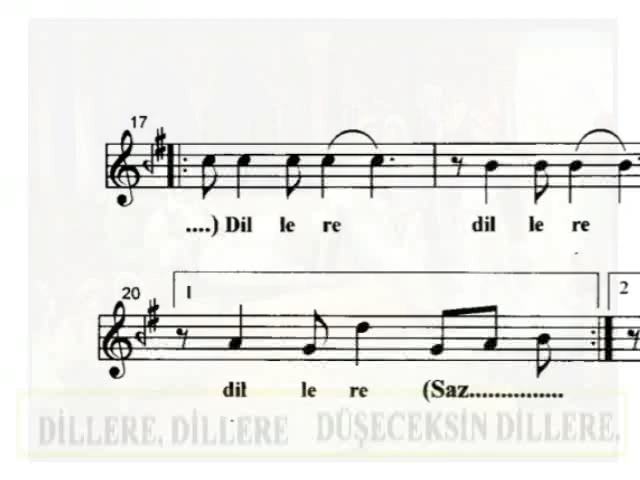 17
....) Dil le re dil le re
20 1 2
dil le re (Saz...............
DİLLERE, DİLLERE DÜŞECEKSİN DİLLERE,